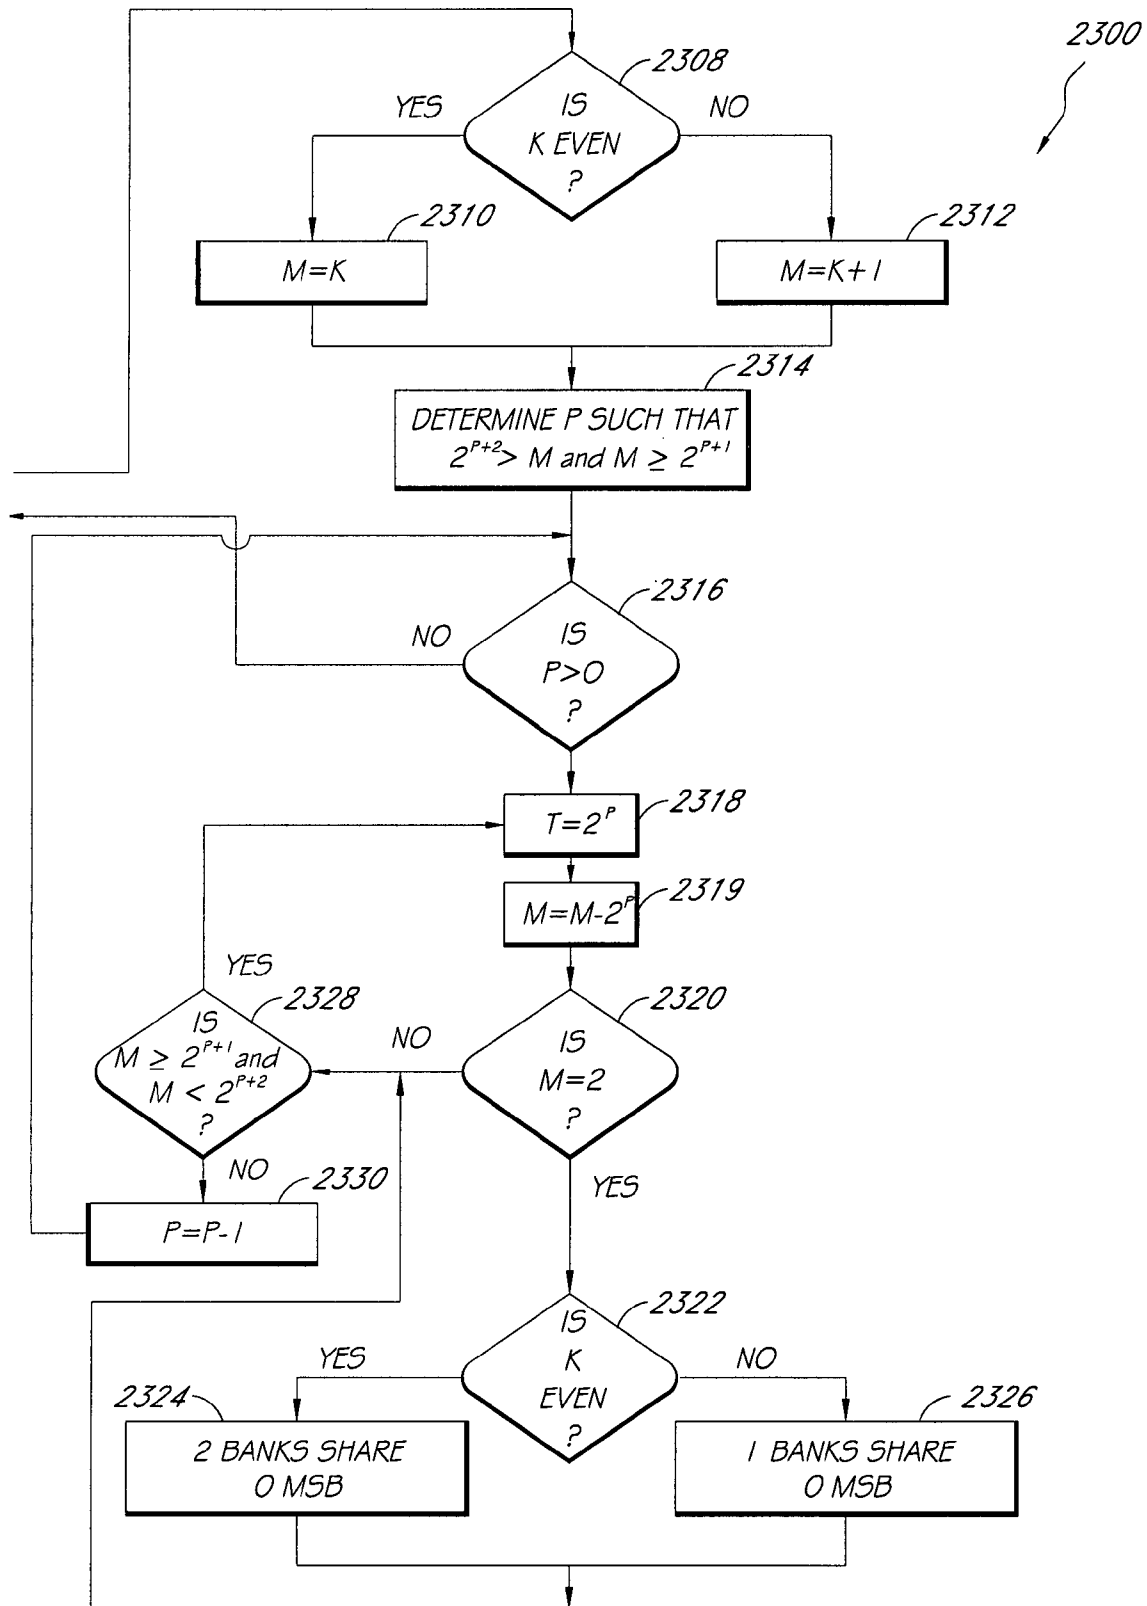 2300
2308
YES
NO
IS
K EVEN
?
2310
2312
M=K
M=K+1
2314
DETERMINE P SUCH THAT
2^{P+2} > M and M ≥ 2^{P+1}
2316
NO
IS
P>0
?
2318
T=2^P
2319
M=M-2^P
YES
2328
2320
IS
M ≥ 2^{P+1} and
M < 2^{P+2}
?
NO
IS
M=2
?
NO
2330
YES
P=P-1
2322
IS
K
EVEN
?
YES
NO
2324
2326
2 BANKS SHARE
0 MSB
1 BANKS SHARE
0 MSB